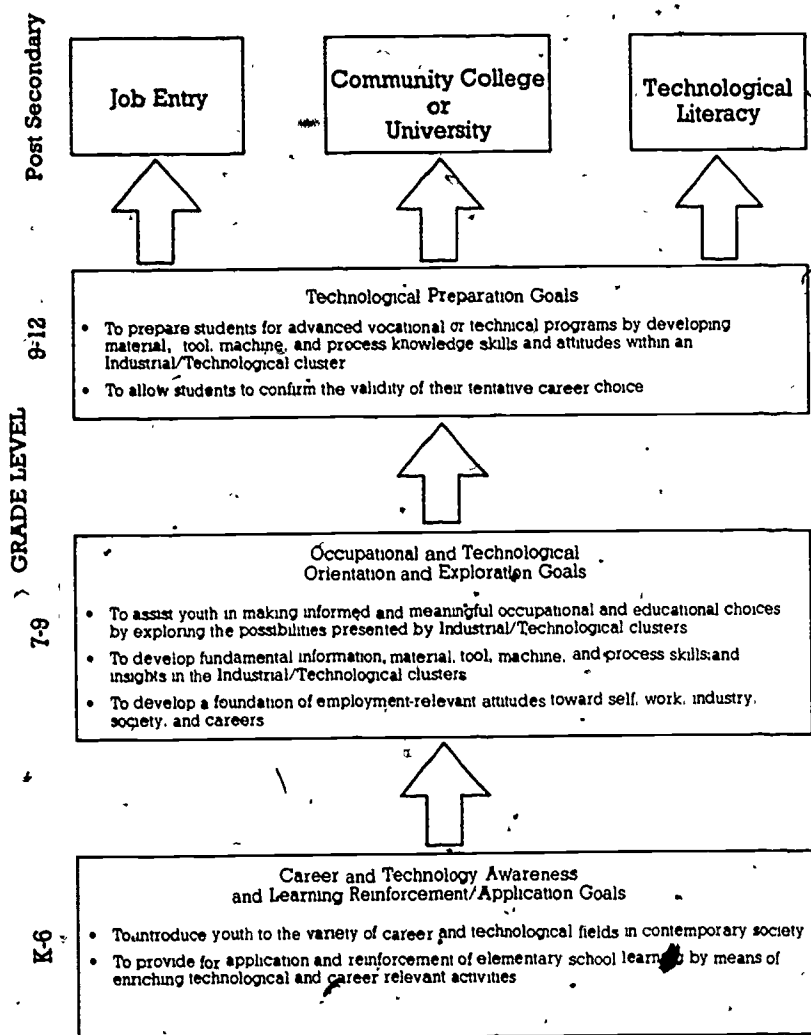 Post Secondary
Job Entry
Community College
or
University
Technological
Literacy
GRADE LEVEL
9-12
Technological Preparation Goals
• To prepare students for advanced vocational or technical programs by developing
material, tool, machine, and process knowledge skills and attitudes within an
Industrial/Technological cluster
• To allow students to confirm the validity of their tentative career choice
7-9
Occupational and Technological
Orientation and Exploration Goals
• To assist youth in making informed and meaningful occupational and educational choices
by exploring the possibilities presented by Industrial/Technological clusters
• To develop fundamental information, material, tool, machine, and process skills and
insights in the Industrial/Technological clusters
• To develop a foundation of employment-relevant attitudes toward self, work, industry,
society, and careers
K-6
Career and Technology Awareness
and Learning Reinforcement/Application Goals
• To introduce youth to the variety of career and technological fields in contemporary society
• To provide for application and reinforcement of elementary school learning by means of
enriching technological and career relevant activities